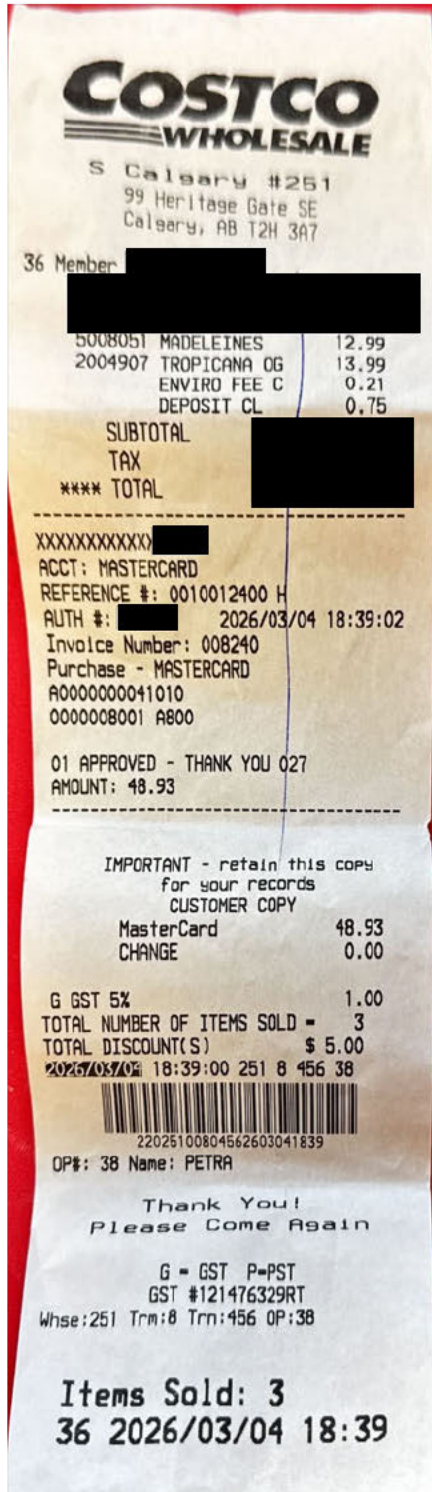 COSTCO
WHOLESALE
S Calgary #251
99 Heritage Gate SE
Calgary, AB T2H 3A7
36 Member
5008051 MADELEINES 12.99
2004907 TROPICANA OG 13.99
ENVIRO FEE C 0.21
DEPOSIT CL 0.75
SUBTOTAL
TAX
**** TOTAL
XXXXXXXXXXXX
ACCT: MASTERCARD
REFERENCE #: 0010012400 H
AUTH #: 2026/03/04 18:39:02
Invoice Number: 008240
Purchase - MASTERCARD
A0000000041010
0000008001 A800
01 APPROVED - THANK YOU 027
AMOUNT: 48.93
IMPORTANT - retain this copy
for your records
CUSTOMER COPY
MasterCard 48.93
CHANGE 0.00
G GST 5% 1.00
TOTAL NUMBER OF ITEMS SOLD = 3
TOTAL DISCOUNT(S) $ 5.00
2026/03/04 18:39:00 251 8 456 38
22025100804562603041839
OP#: 38 Name: PETRA
Thank You!
Please Come Again
G = GST P=PST
GST #121476329RT
Whse:251 Trm:8 Trn:456 OP:38
Items Sold: 3
36 2026/03/04 18:39